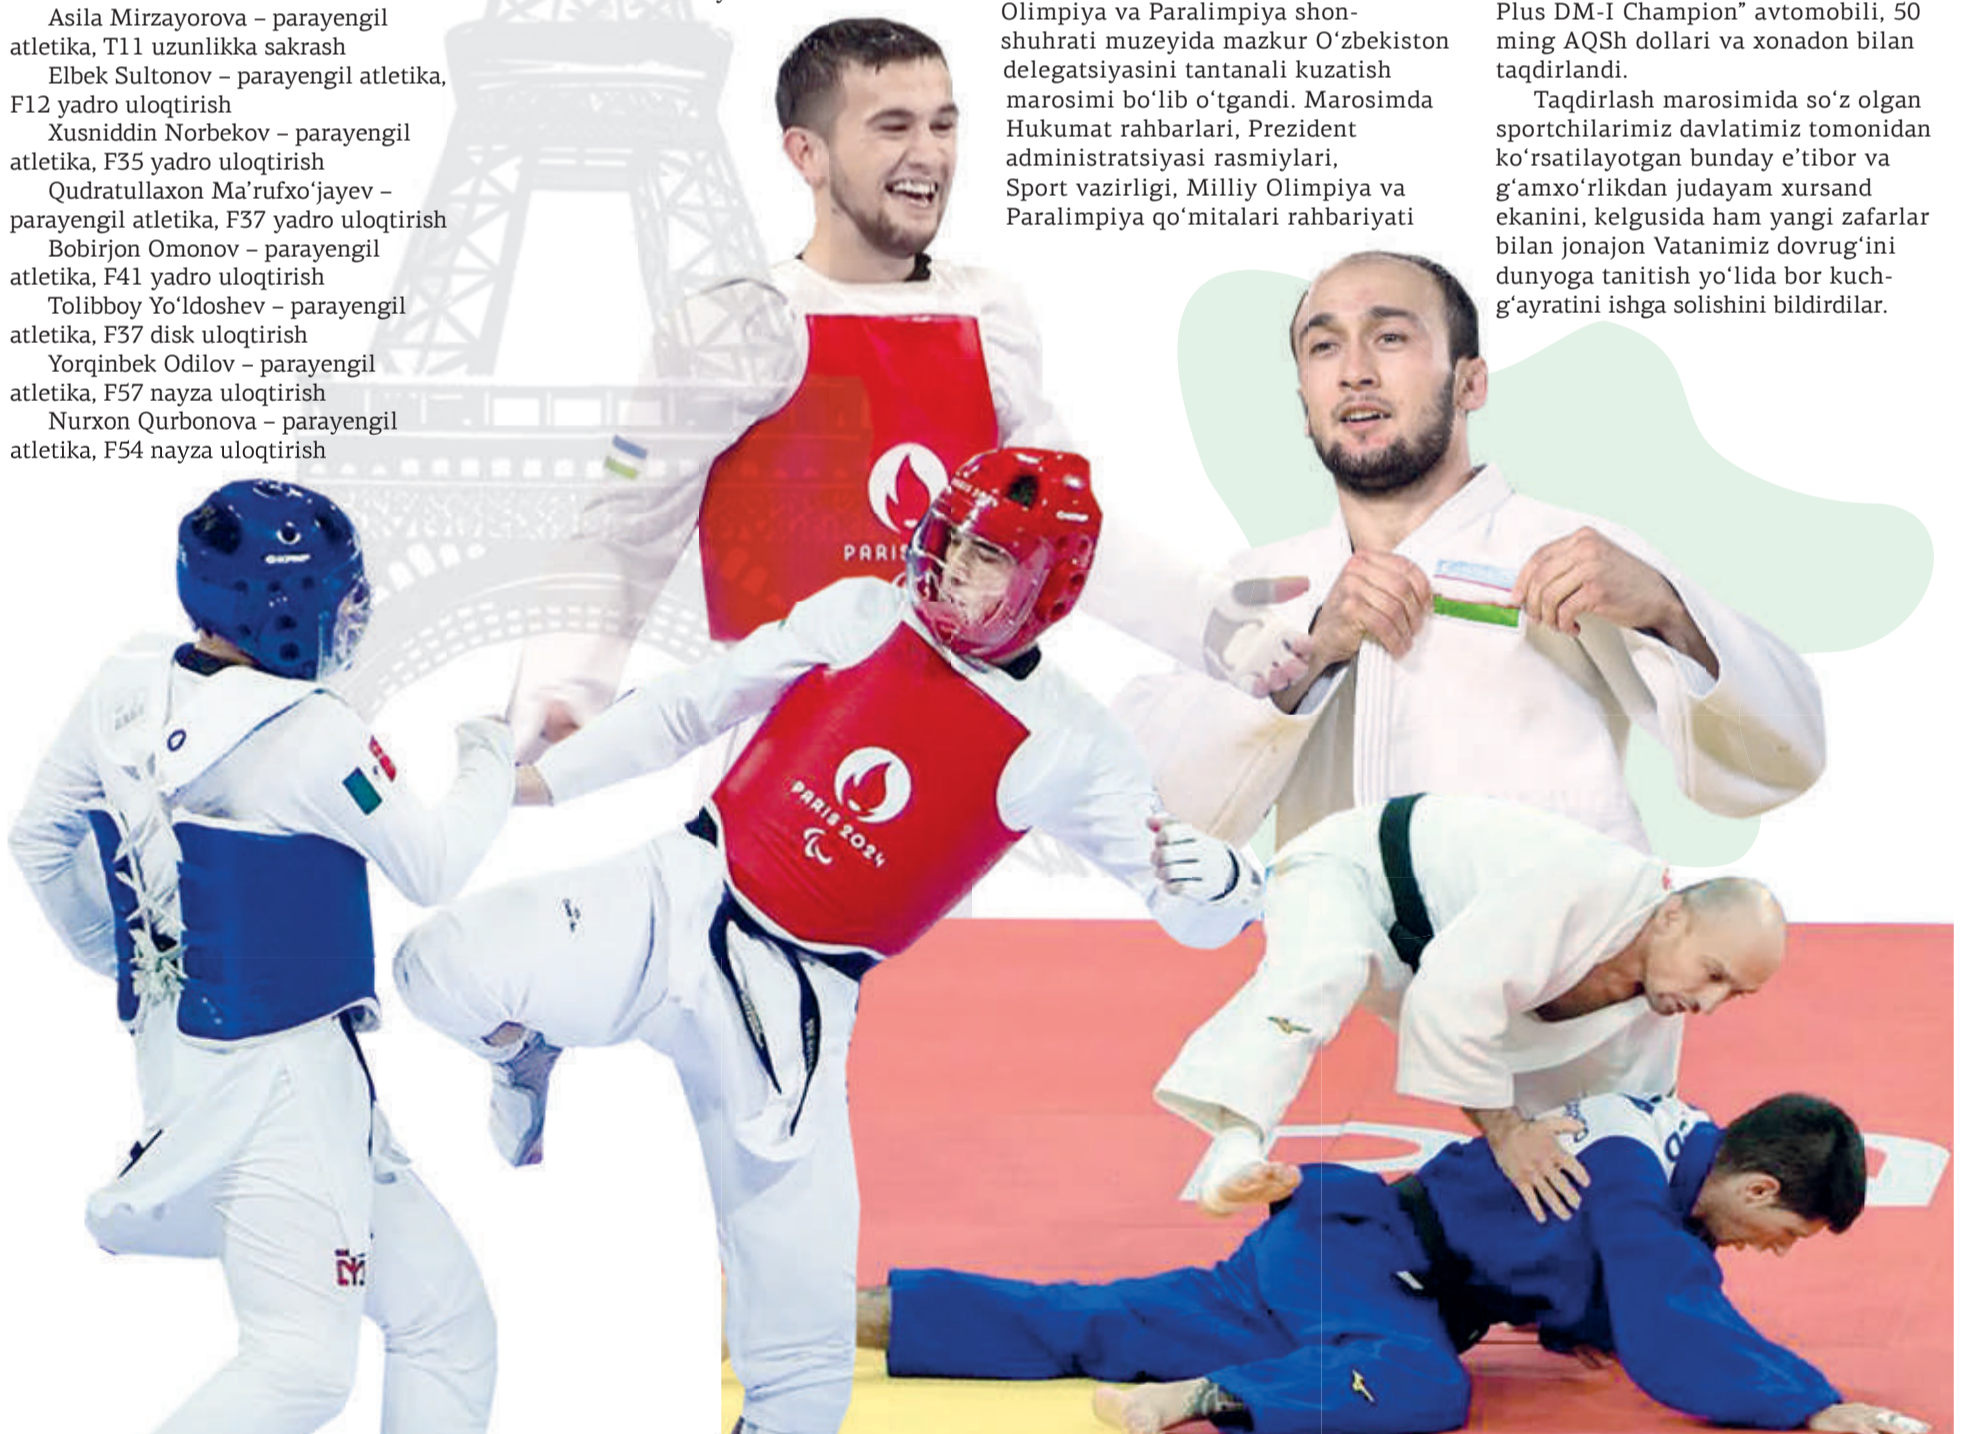 Asila Mirzayorova – parayengil
atletika, T11 uzunlikka sakrash
Elbek Sultonov – parayengil atletika,
F12 yadro uloqtirish
Xusniddin Norbekov – parayengil
atletika, F35 yadro uloqtirish
Qudratullaxon Ma’rufxo‘jayev –
parayengil atletika, F37 yadro uloqtirish
Bobirjon Omonov – parayengil
atletika, F41 yadro uloqtirish
Tolibboy Yo‘ldoshev – parayengil
atletika, F37 disk uloqtirish
Yorqinbek Odilov – parayengil
atletika, F57 nayza uloqtirish
Nurxon Qurbonova – parayengil
atletika, F54 nayza uloqtirish
Olimpiya va Paralimpiya shon-
shuhrati muzeyida mazkur O‘zbekiston
delegatsiyasini tantanali kuzatish
marosimi bo‘lib o‘tgandi. Marosimda
Hukumat rahbarlari, Prezident
administratsiyasi rasmiylari,
Sport vazirligi, Milliy Olimpiya va
Paralimpiya qo‘mitalari rahbariyati
Plus DM-I Champion” avtomobili, 50
ming AQSh dollari va xonadon bilan
taqdirlandi.
Taqdirlash marosimida so‘z olgan
sportchilarimiz davlatimiz tomonidan
ko‘rsatilayotgan bunday e’tibor va
g‘amxo‘rlikdan judayam xursand
ekanini, kelgusida ham yangi zafarlar
bilan jonajon Vatanimiz dovrug‘ini
dunyoga tanitish yo‘lida bor kuch-
g‘ayratini ishga solishini bildirdilar.
PARIS
PARIS 2024